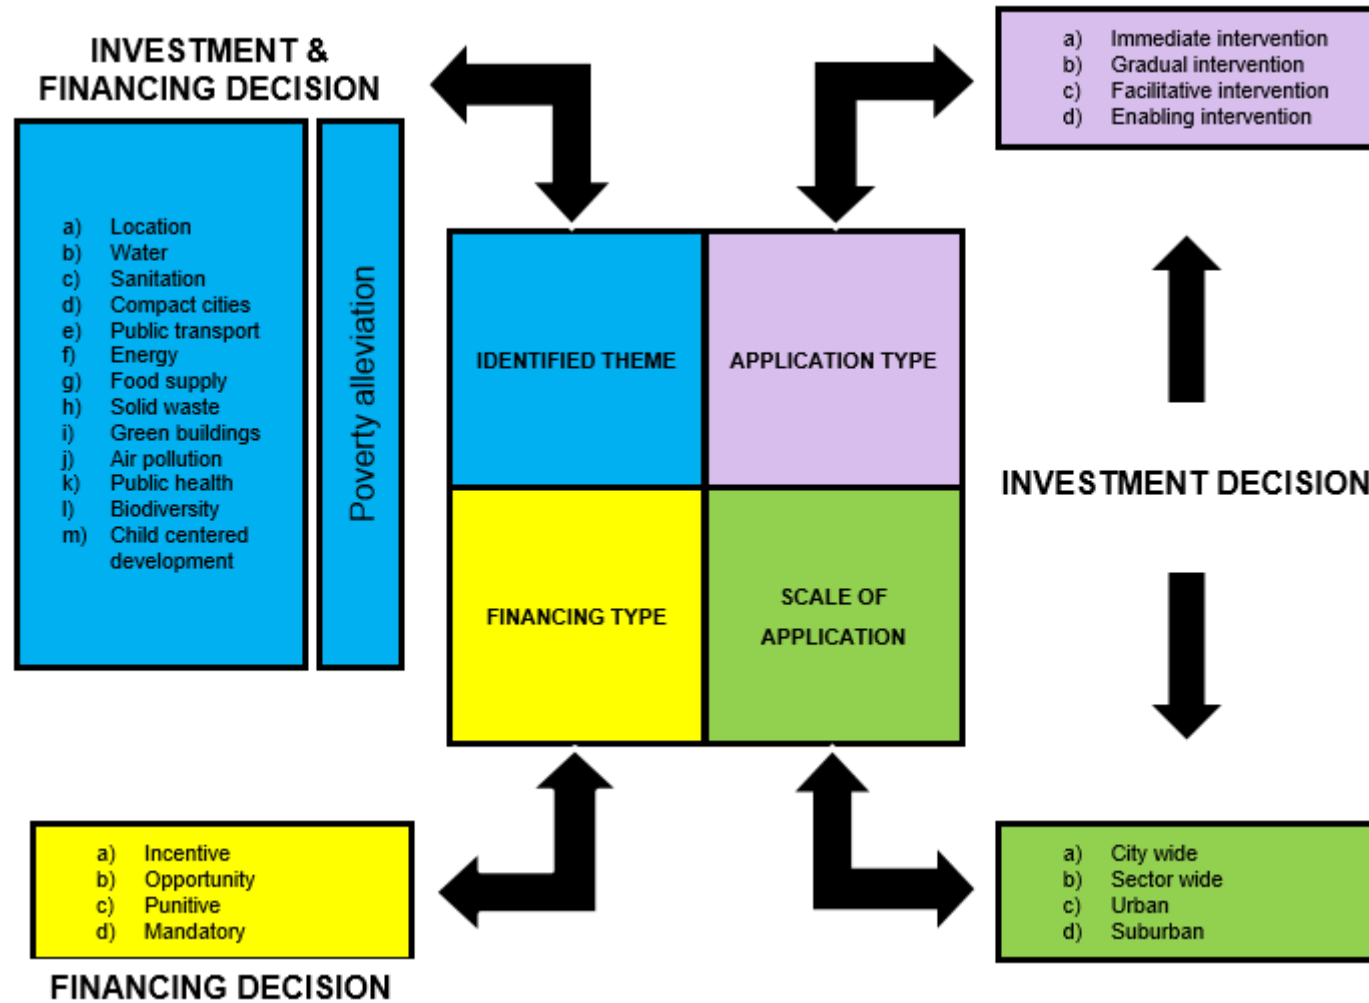 INVESTMENT &
FINANCING DECISION
a) Location
b) Water
c) Sanitation
d) Compact cities
e) Public transport
f) Energy
g) Food supply
h) Solid waste
i) Green buildings
j) Air pollution
k) Public health
l) Biodiversity
m) Child centered
development
Poverty alleviation
IDENTIFIED THEME
APPLICATION TYPE
FINANCING TYPE
SCALE OF
APPLICATION
a) Immediate intervention
b) Gradual intervention
c) Facilitative intervention
d) Enabling intervention
INVESTMENT DECISION
a) Incentive
b) Opportunity
c) Punitive
d) Mandatory
FINANCING DECISION
a) City wide
b) Sector wide
c) Urban
d) Suburban